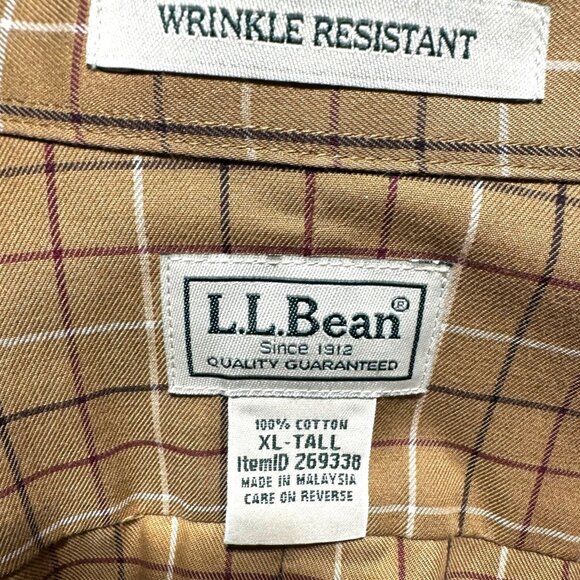 WRINKLE RESISTANT
L.L.Bean®
Since 1912
QUALITY GUARANTEED
100% COTTON
XL-TALL
ItemID 269338
MADE IN MALAYSIA
CARE ON REVERSE